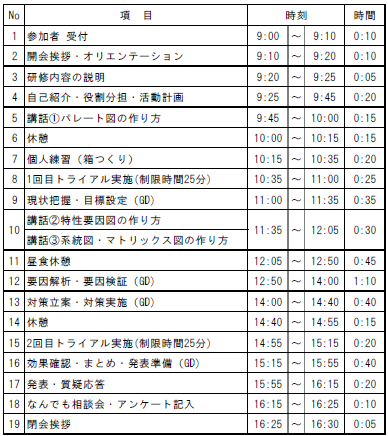 No 項 目 時刻 時間
1 参加者 受付 9:00 ～ 9:10 0:10
2 開会挨拶・オリエンテーション 9:10 ～ 9:20 0:10
3 研修内容の説明 9:20 ～ 9:25 0:05
4 自己紹介・役割分担・活動計画 9:25 ～ 9:45 0:20
5 講話①パレート図の作り方 9:45 ～ 10:00 0:15
6 休憩 10:00 ～ 10:15 0:15
7 個人練習（箱つくり） 10:15 ～ 10:35 0:20
8 1回目トライアル実施(制限時間25分) 10:35 ～ 11:00 0:25
9 現状把握・目標設定（GD） 11:00 ～ 11:35 0:35
10 講話②特性要因図の作り方 11:35 ～ 12:05 0:30
講話③系統図・マトリックス図の作り方
11 昼食休憩 12:05 ～ 12:50 0:45
12 要因解析・要因検証（GD） 12:50 ～ 14:00 1:10
13 対策立案・対策実施（GD） 14:00 ～ 14:40 0:40
14 休憩 14:40 ～ 14:55 0:15
15 2回目トライアル実施(制限時間25分) 14:55 ～ 15:15 0:20
16 効果確認・まとめ・発表準備（GD） 15:15 ～ 15:55 0:40
17 発表・質疑応答 15:55 ～ 16:15 0:20
18 なんでも相談会・アンケート記入 16:15 ～ 16:25 0:10
19 閉会挨拶 16:25 ～ 16:30 0:05